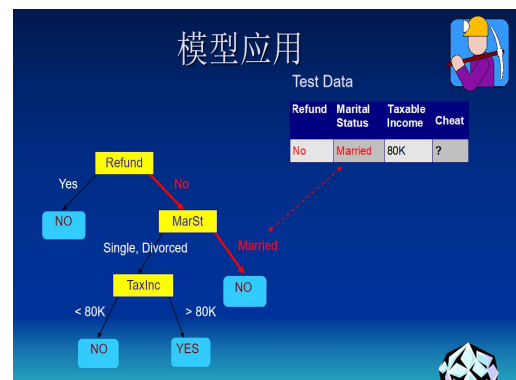 模型应用
Test Data
Refund Marital Status Taxable Income Cheat
No Married 80K ?
Refund
Yes No
NO MarSt
Single, Divorced Married
TaxInc NO
< 80K > 80K
NO YES